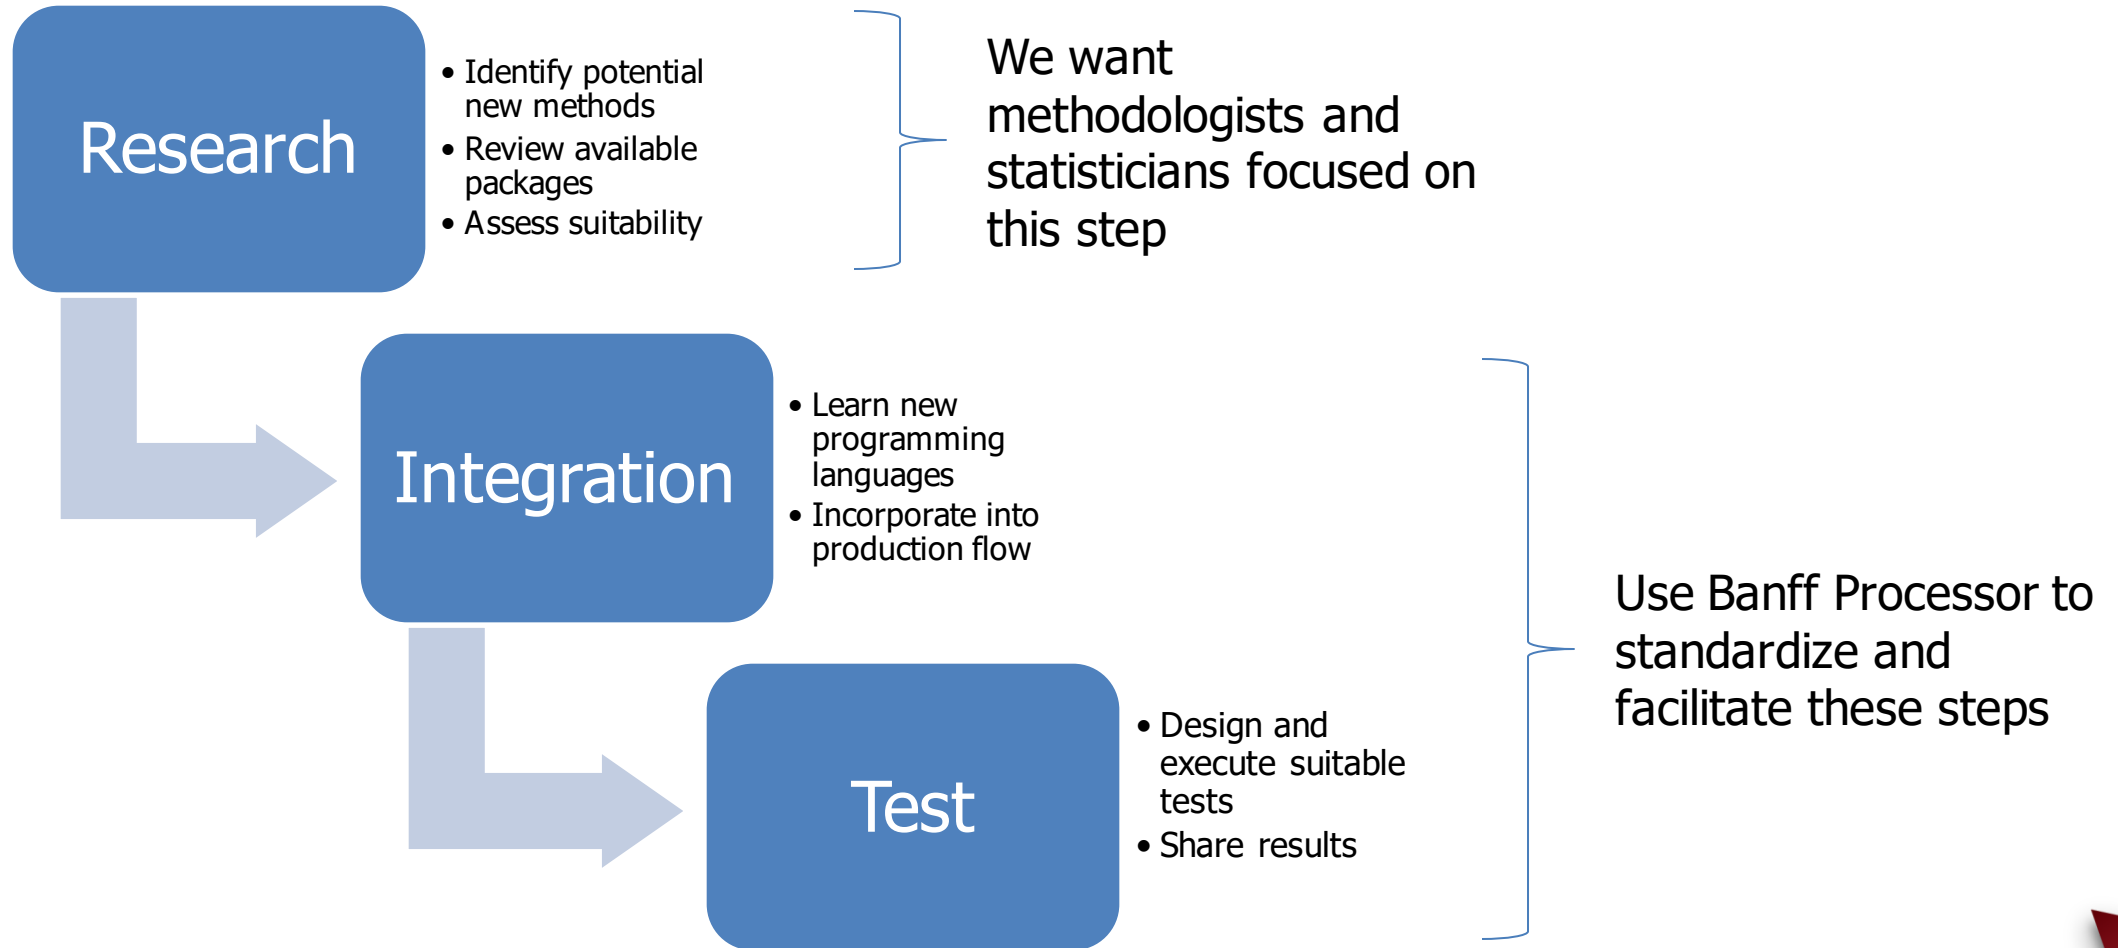 Research
• Identify potential
new methods
• Review available
packages
• Assess suitability
We want
methodologists and
statisticians focused on
this step
Integration
• Learn new
programming
languages
• Incorporate into
production flow
Test
• Design and
execute suitable
tests
• Share results
Use Banff Processor to
standardize and
facilitate these steps